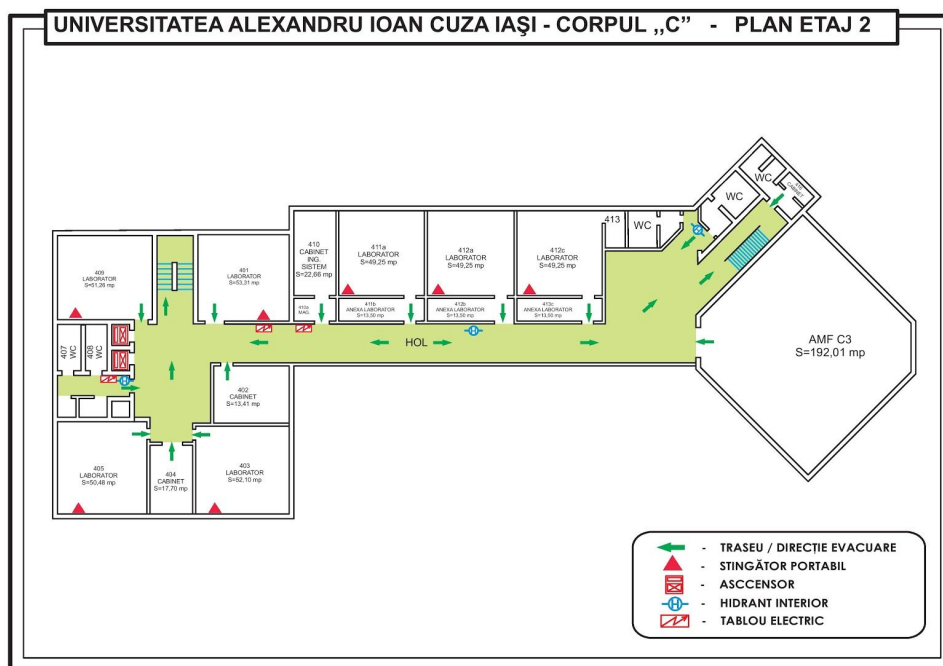 UNIVERSITATEA ALEXANDRU IOAN CUZA IAŞI - CORPUL ,,C” - PLAN ETAJ 2
WC
CABINET
WC
413
WC
409
LABORATOR
S=51,26 mp
401
LABORATOR
S=53,31 mp
410
CABINET
ING.
SISTEM
S=22,66 mp
411a
LABORATOR
S=49,25 mp
412a
LABORATOR
S=49,25 mp
412c
LABORATOR
S=49,25 mp
410a
MAG.
411b
ANEXA LABORATOR
S=13,50 mp
412b
ANEXA LABORATOR
S=13,50 mp
413c
ANEXA LABORATOR
S=13,50 mp
407
WC
408
WC
HOL
AMF C3
S=192,01 mp
402
CABINET
S=13,41 mp
405
LABORATOR
S=50,48 mp
404
CABINET
S=17,70 mp
403
LABORATOR
S=52,10 mp
- TRASEU / DIRECȚIE EVACUARE
- STINGĂTOR PORTABIL
- ASCCENSOR
- HIDRANT INTERIOR
- TABLOU ELECTRIC